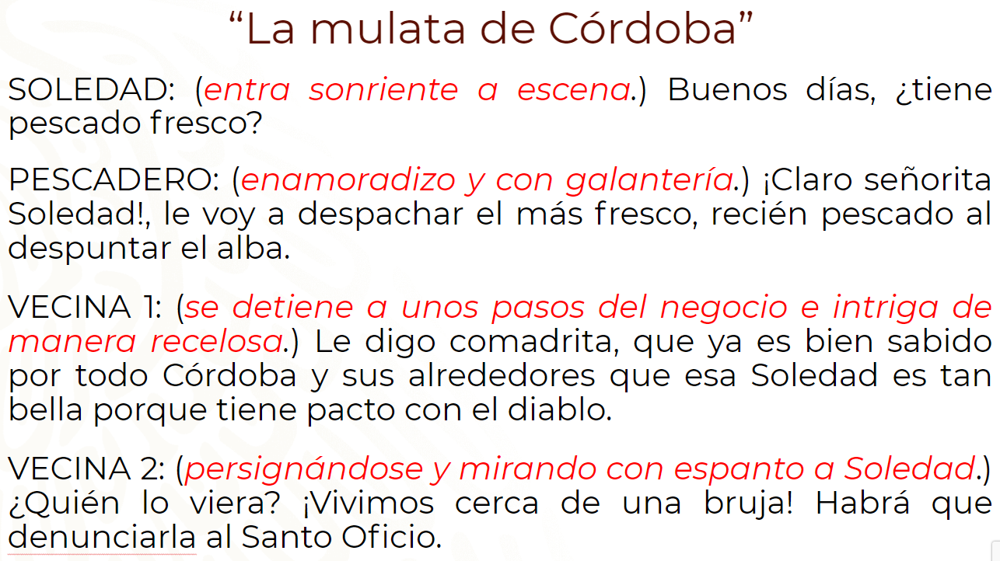 “La mulata de Córdoba”
SOLEDAD: (entra sonriente a escena.) Buenos días, ¿tiene
pescado fresco?
PESCADERO: (enamoradizo y con galantería.) ¡Claro señorita
Soledad!, le voy a despachar el más fresco, recién pescado al
despuntar el alba.
VECINA 1: (se detiene a unos pasos del negocio e intriga de
manera recelosa.) Le digo comadrita, que ya es bien sabido
por todo Córdoba y sus alrededores que esa Soledad es tan
bella porque tiene pacto con el diablo.
VECINA 2: (persignándose y mirando con espanto a Soledad.)
¿Quién lo viera? ¡Vivimos cerca de una bruja! Habrá que
denunciarla al Santo Oficio.